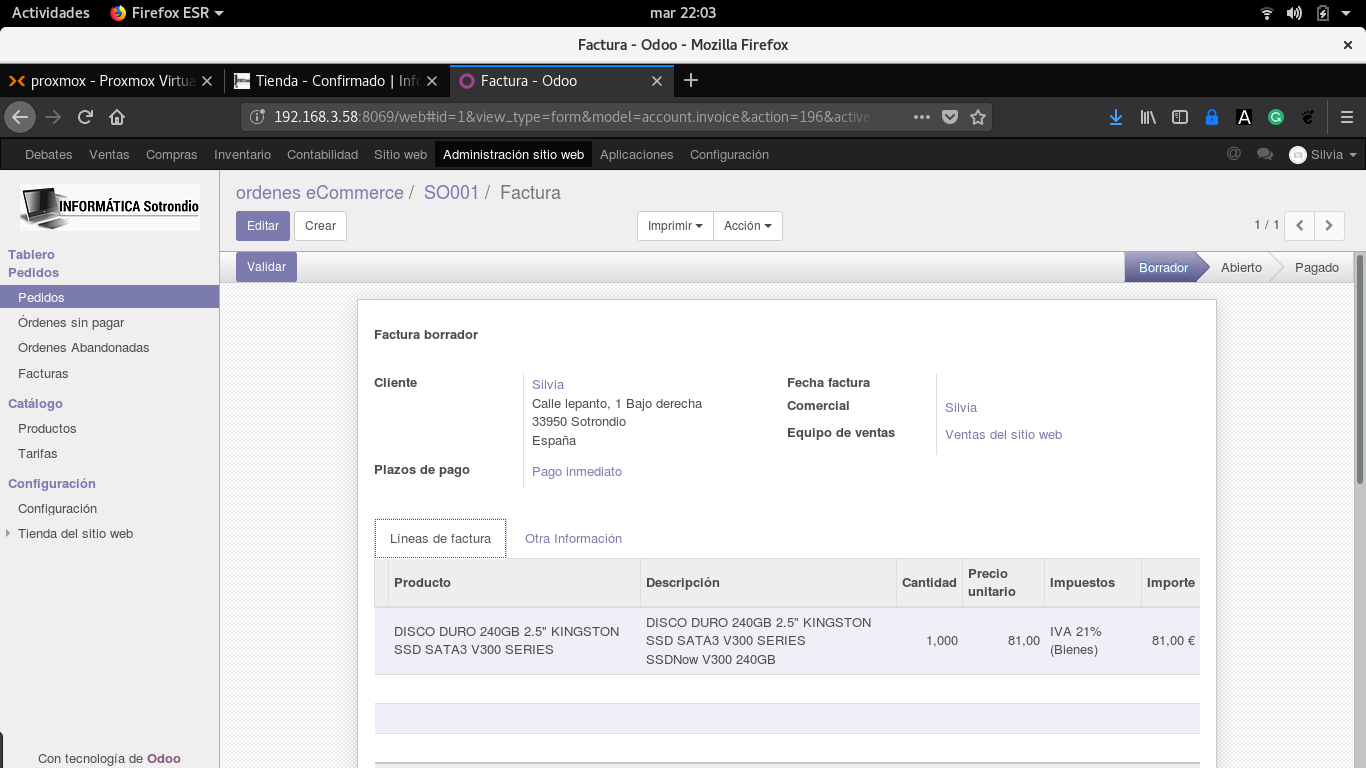 Actividades Firefox ESR mar 22:03
Factura - Odoo - Mozilla Firefox
proxmox - Proxmox Virtua Tienda - Confirmado | Info Factura - Odoo
192.168.3.58:8069/web#id=1&view_type=form&model=account.invoice&action=196&active
Debates Ventas Compras Inventario Contabilidad Sitio web Administración sitio web Aplicaciones Configuración @ Silvia
INFORMÁTICA Sotrondio
ordenes eCommerce / SO001 / Factura
Editar Crear Imprimir Acción 1 / 1
Validar Borrador Abierto Pagado
Tablero
Pedidos
Pedidos
Órdenes sin pagar
Ordenes Abandonadas
Facturas
Catálogo
Productos
Tarifas
Configuración
Configuración
Tienda del sitio web
Con tecnología de Odoo
Factura borrador
Cliente Silvia
Calle lepanto, 1 Bajo derecha
33950 Sotrondio
España
Plazos de pago Pago inmediato
Fecha factura
Comercial Silvia
Equipo de ventas Ventas del sitio web
Líneas de factura Otra Información
Producto Descripción Cantidad Precio unitario Impuestos Importe
DISCO DURO 240GB 2.5" KINGSTON
SSD SATA3 V300 SERIES
DISCO DURO 240GB 2.5" KINGSTON
SSD SATA3 V300 SERIES
SSDNow V300 240GB
1,000 81,00 IVA 21% (Bienes) 81,00 €